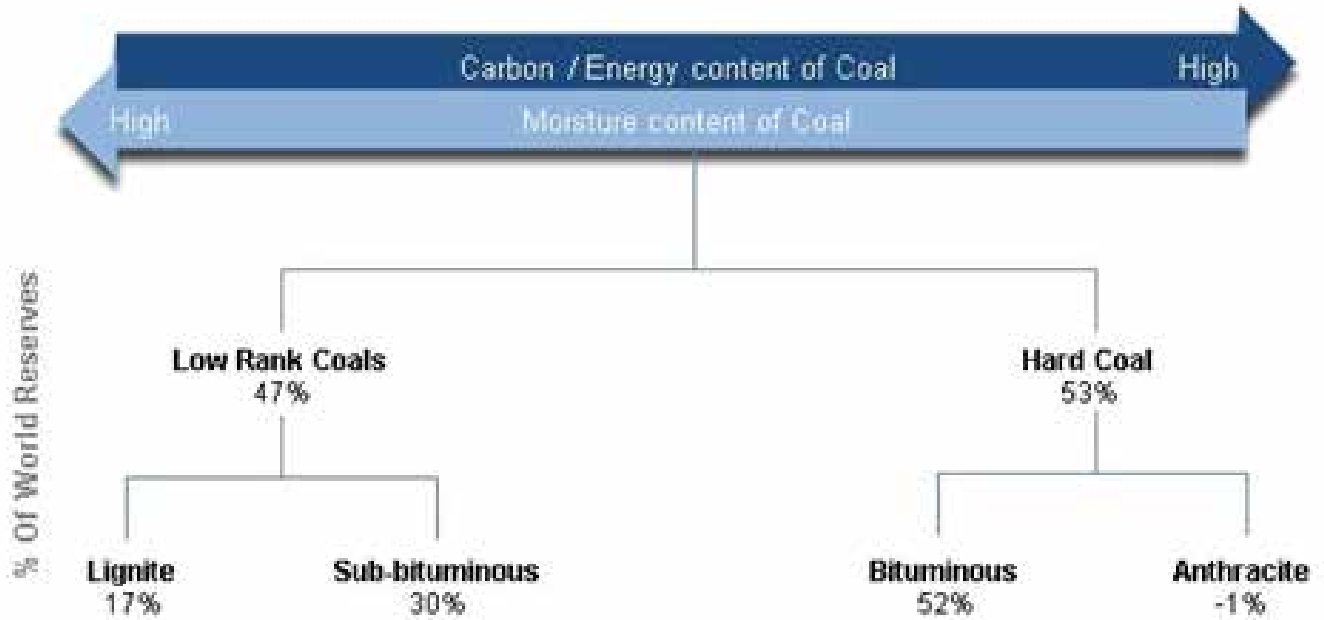 Carbon / Energy content of Coal High
High Moisture content of Coal
% Of World Reserves
Low Rank Coals
47%
Hard Coal
53%
Lignite
17%
Sub-bituminous
30%
Bituminous
52%
Anthracite
-1%